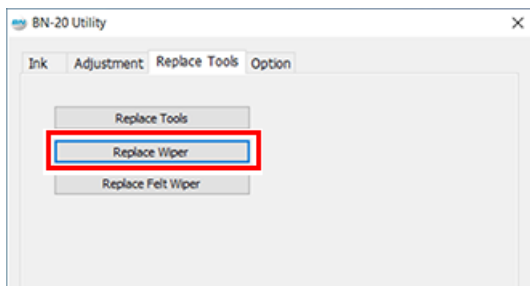 BN-20 Utility
Ink Adjustment Replace Tools Option
Replace Tools
Replace Wiper
Replace Felt Wiper